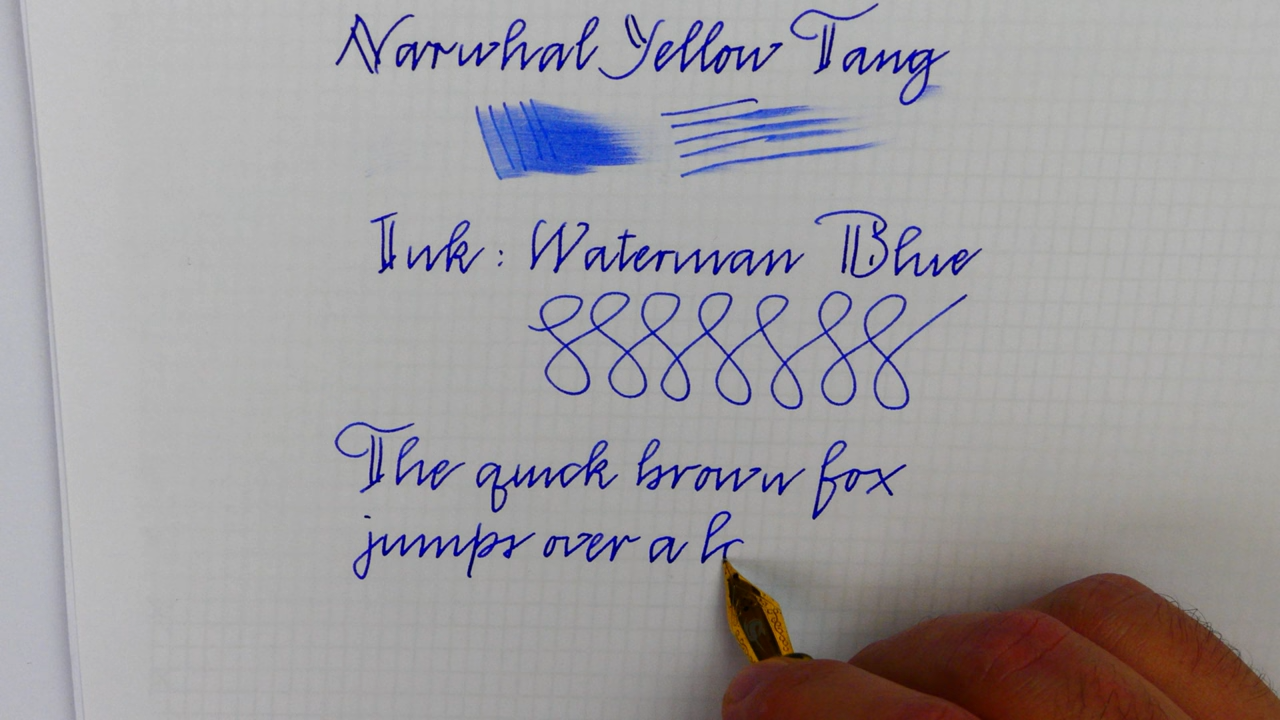 Narwhal Yellow Tang
Ink: Waterman Blue
The quick brown fox
jumps over a l